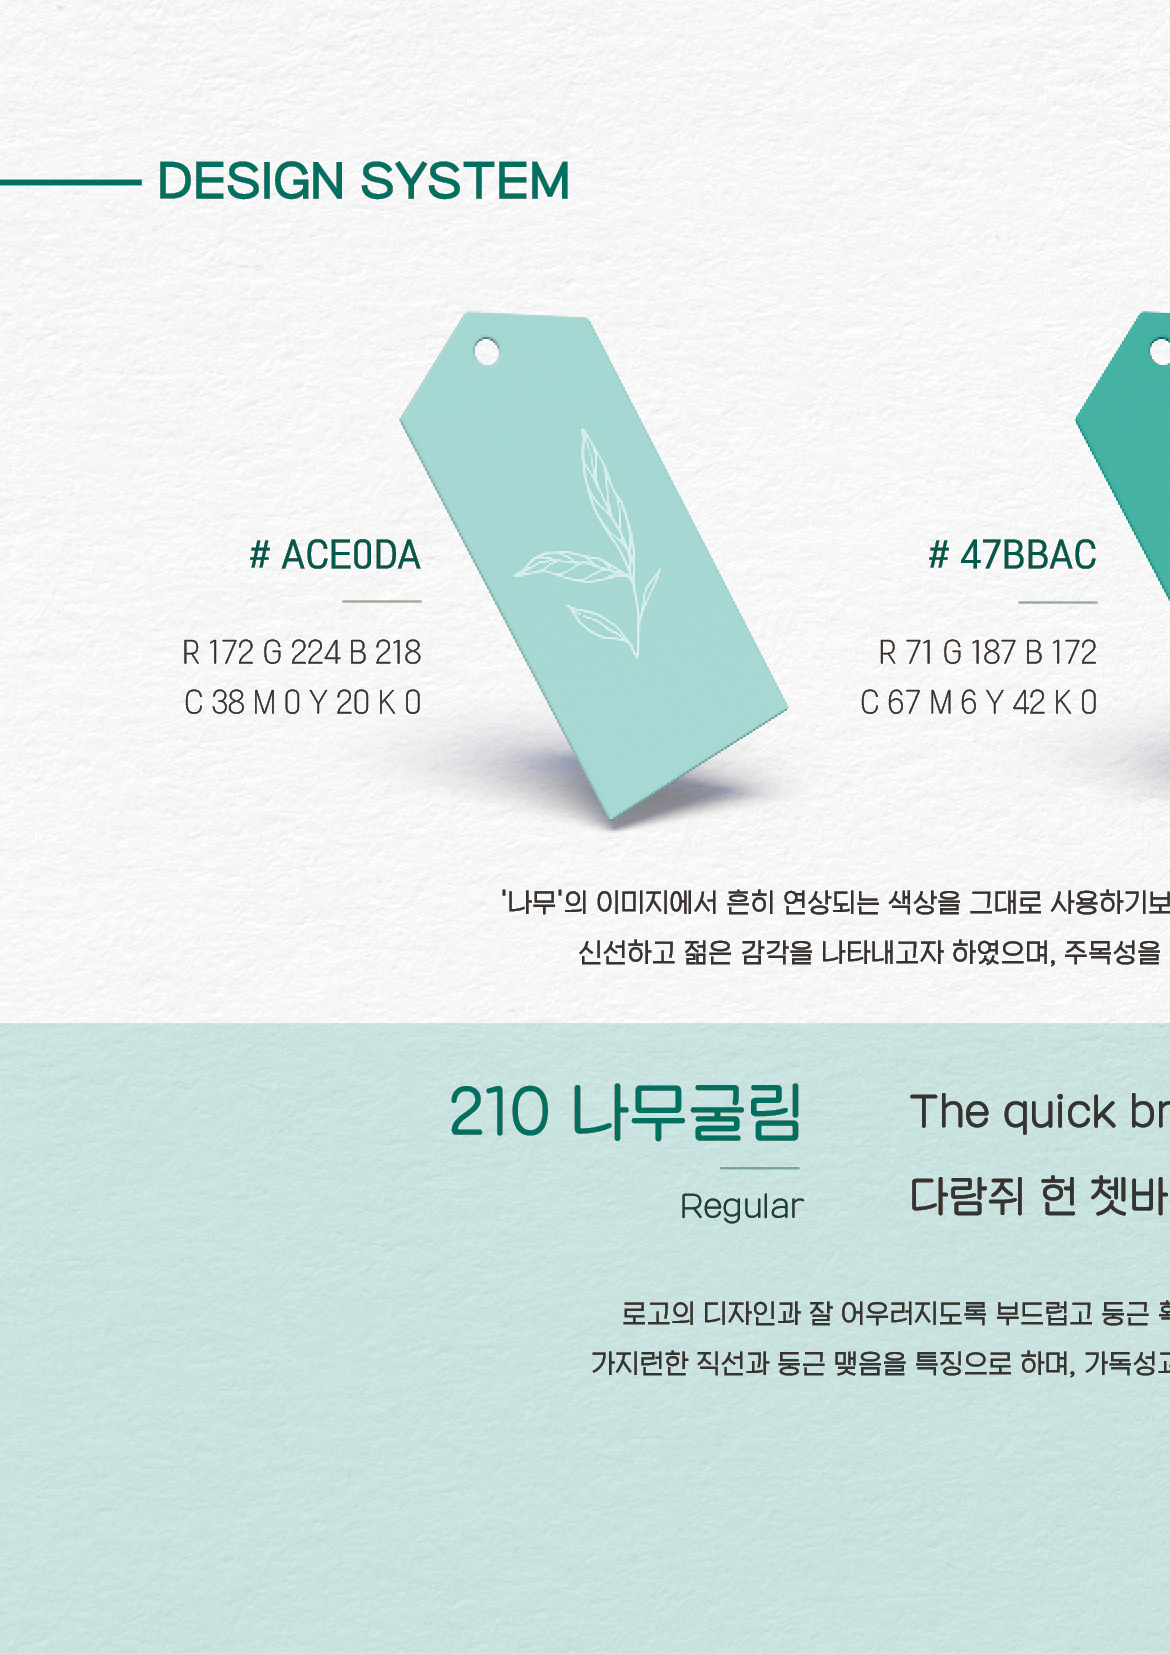 DESIGN SYSTEM
# ACE0DA
R 172 G 224 B 218
C 38 M 0 Y 20 K 0
# 47BBAC
R 71 G 187 B 172
C 67 M 6 Y 42 K 0
'나무'의 이미지에서 흔히 연상되는 색상을 그대로 사용하기보
신선하고 젊은 감각을 나타내고자 하였으며, 주목성을
210 나무굴림
Regular
The quick br
다람쥐 헌 쳇바
로고의 디자인과 잘 어우러지도록 부드럽고 둥근
가지런한 직선과 둥근 맺음을 특징으로 하며, 가독성과